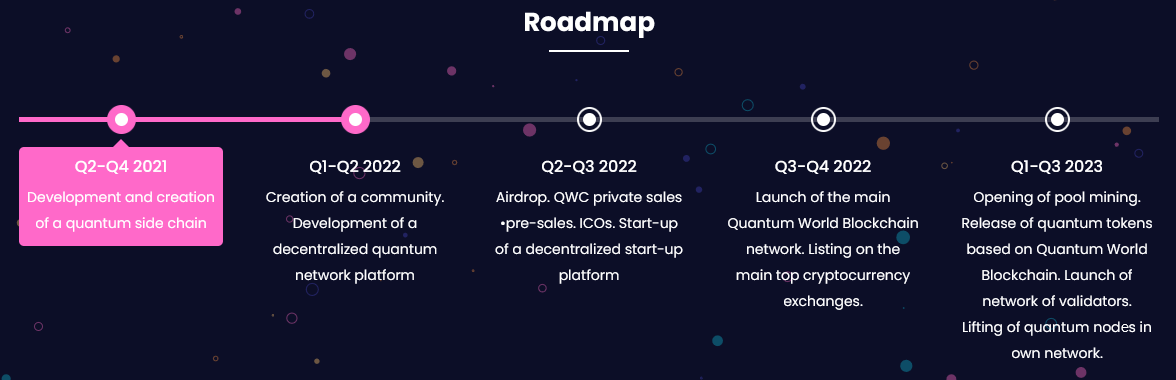 Roadmap
Q2-Q4 2021
Development and creation
of a quantum side chain
Q1-Q2 2022
Creation of a community.
Development of a
decentralized quantum
network platform
Q2-Q3 2022
Airdrop. QWC private sales
•pre-sales. ICOs. Start-up
of a decentralized start-up
platform
Q3-Q4 2022
Launch of the main
Quantum World Blockchain
network. Listing on the
main top cryptocurrency
exchanges.
Q1-Q3 2023
Opening of pool mining.
Release of quantum tokens
based on Quantum World
Blockchain. Launch of
network of validators.
Lifting of quantum nodes in
own network.